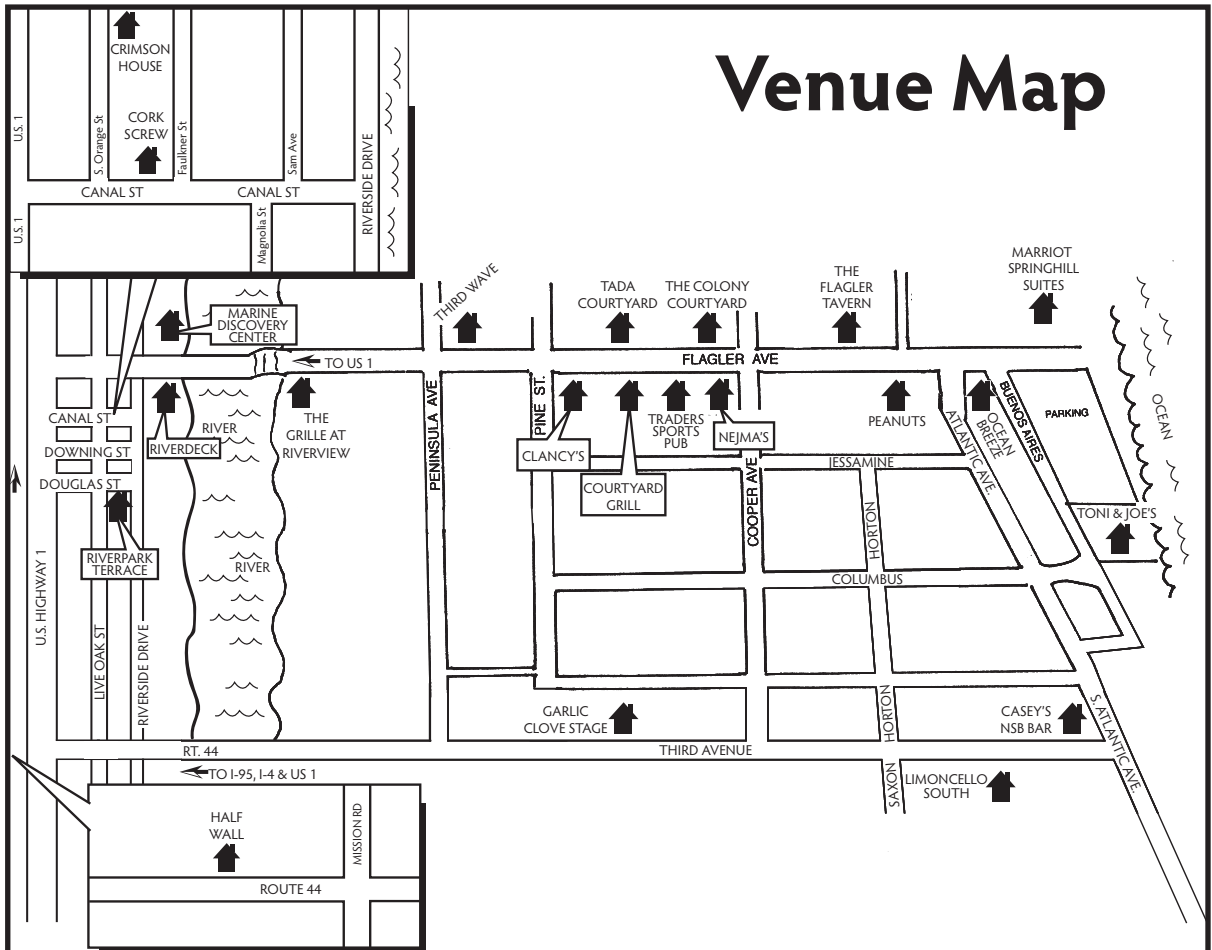 Venue Map
CRIMSON
HOUSE
CORK
SCREW
U.S. 1
S. Orange St
Faulkner St
Sam Ave
RIVERSIDE DRIVE
CANAL ST
CANAL ST
U.S. 1
Magnolia St
MARINE
DISCOVERY
CENTER
THIRD WAVE
TADA
COURTYARD
THE COLONY
COURTYARD
THE
FLAGLER
TAVERN
MARRIOT
SPRINGHILL
SUITES
TO US 1
FLAGLER AVE
CANAL ST
DOWNING ST
DOUGLAS ST
RIVERDECK
RIVER
THE
GRILLE AT
RIVERVIEW
PENINSULA AVE
PINE ST.
CLANCY'S
COURTYARD
GRILL
TRADERS
SPORTS
PUB
NEJMA'S
PEANUTS
ATLANTIC AVE.
OCEAN
BREEZE
BUENOS AIRES
PARKING
OCEAN
JESSAMINE
COOPER AVE
HORTON
TONI & JOE'S
RIVERPARK
TERRACE
RIVER
COLUMBUS
U.S. HIGHWAY 1
LIVE OAK ST
RIVERSIDE DRIVE
GARLIC
CLOVE STAGE
HORTON
CASEY'S
NSB BAR
S. ATLANTIC AVE.
RT. 44
THIRD AVENUE
TO I-95, I-4 & US 1
SAXON
LIMONCELLO
SOUTH
HALF
WALL
MISSION RD
ROUTE 44